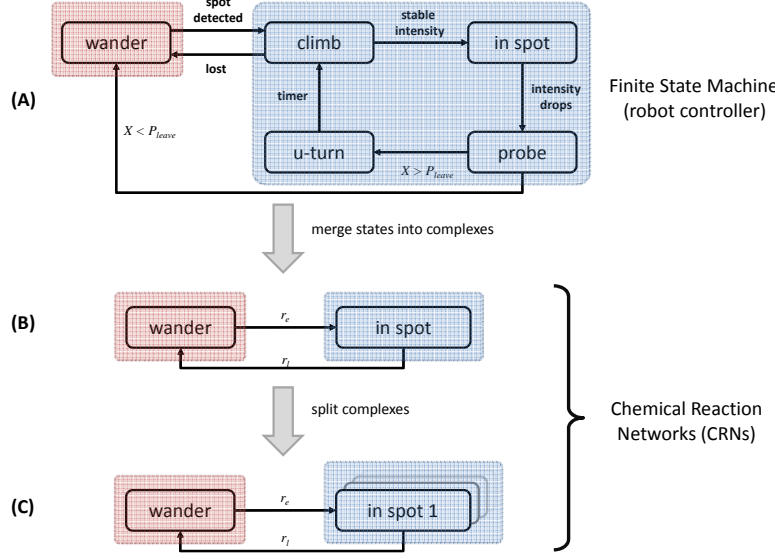 spot
detected
wander
climb
stable
intensity
in spot
lost
(A)
timer
intensity
drops
Finite State Machine
(robot controller)
X < P_leave
u-turn
probe
X > P_leave
merge states into complexes
(B)
wander
r_e
in spot
r_l
split complexes
Chemical Reaction
Networks (CRNs)
(C)
wander
r_e
in spot 1
r_l